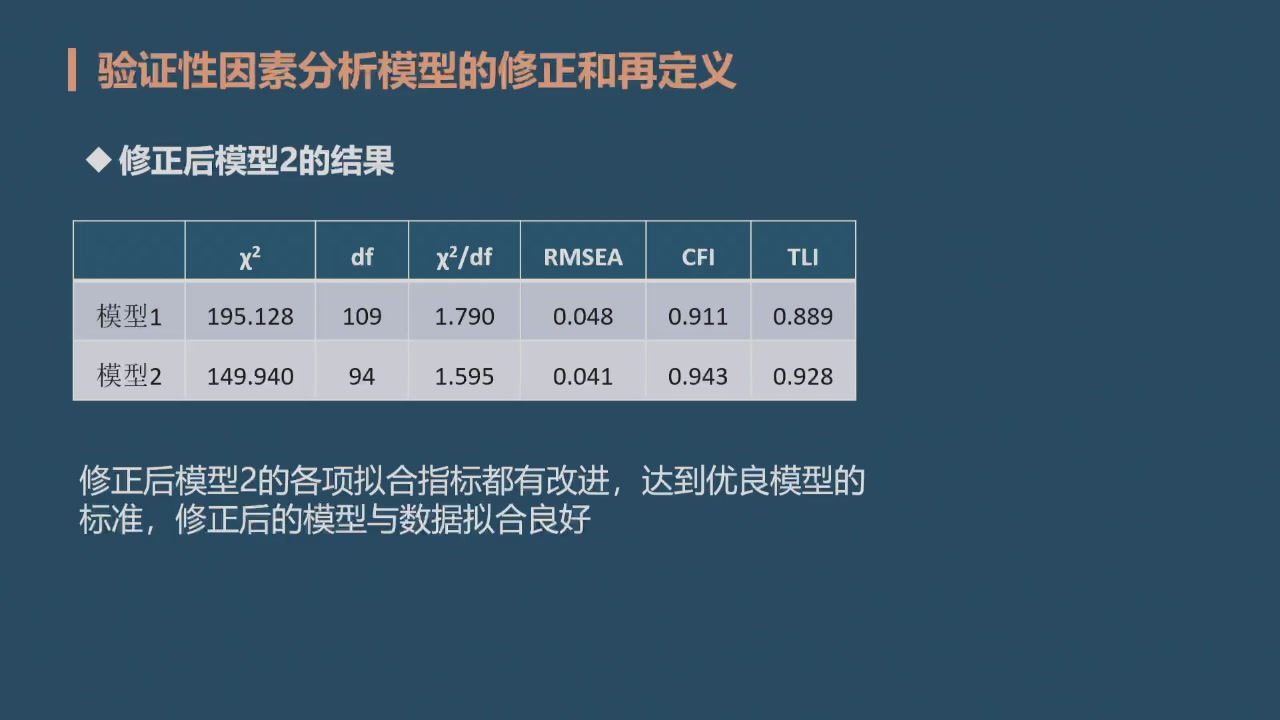 验证性因素分析模型的修正和再定义
◆ 修正后模型2的结果
χ² df χ²/df RMSEA CFI TLI
模型1 195.128 109 1.790 0.048 0.911 0.889
模型2 149.940 94 1.595 0.041 0.943 0.928
修正后模型2的各项拟合指标都有改进，达到优良模型的
标准，修正后的模型与数据拟合良好